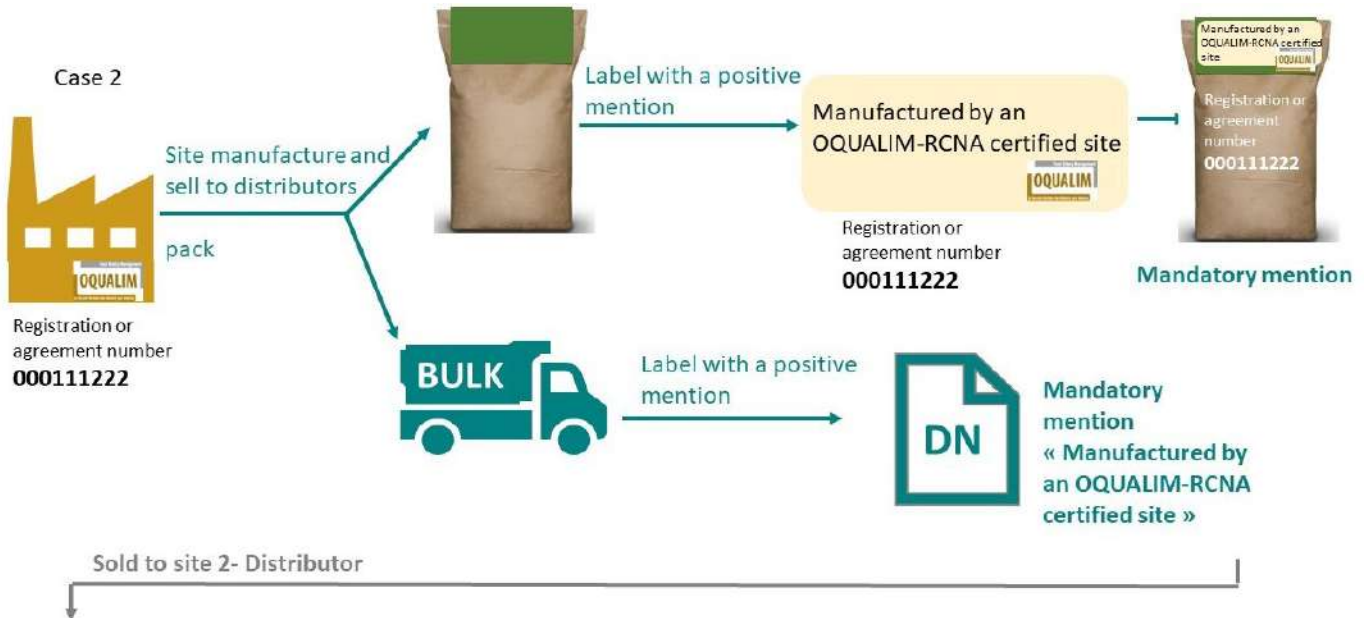 Case 2
Site manufacture and
sell to distributors
pack
OQUALIM
Registration or
agreement number
000111222
Label with a positive
mention
Manufactured by an
OQUALIM-RCNA certified site
OQUALIM
Registration or
agreement number
000111222
Manufactured by an
OQUALIM-RCNA certified
site
OQUALIM
Registration or
agreement
number
000111222
Mandatory mention
BULK
Label with a positive
mention
DN
Mandatory
mention
« Manufactured by
an OQUALIM-RCNA
certified site »
Sold to site 2- Distributor